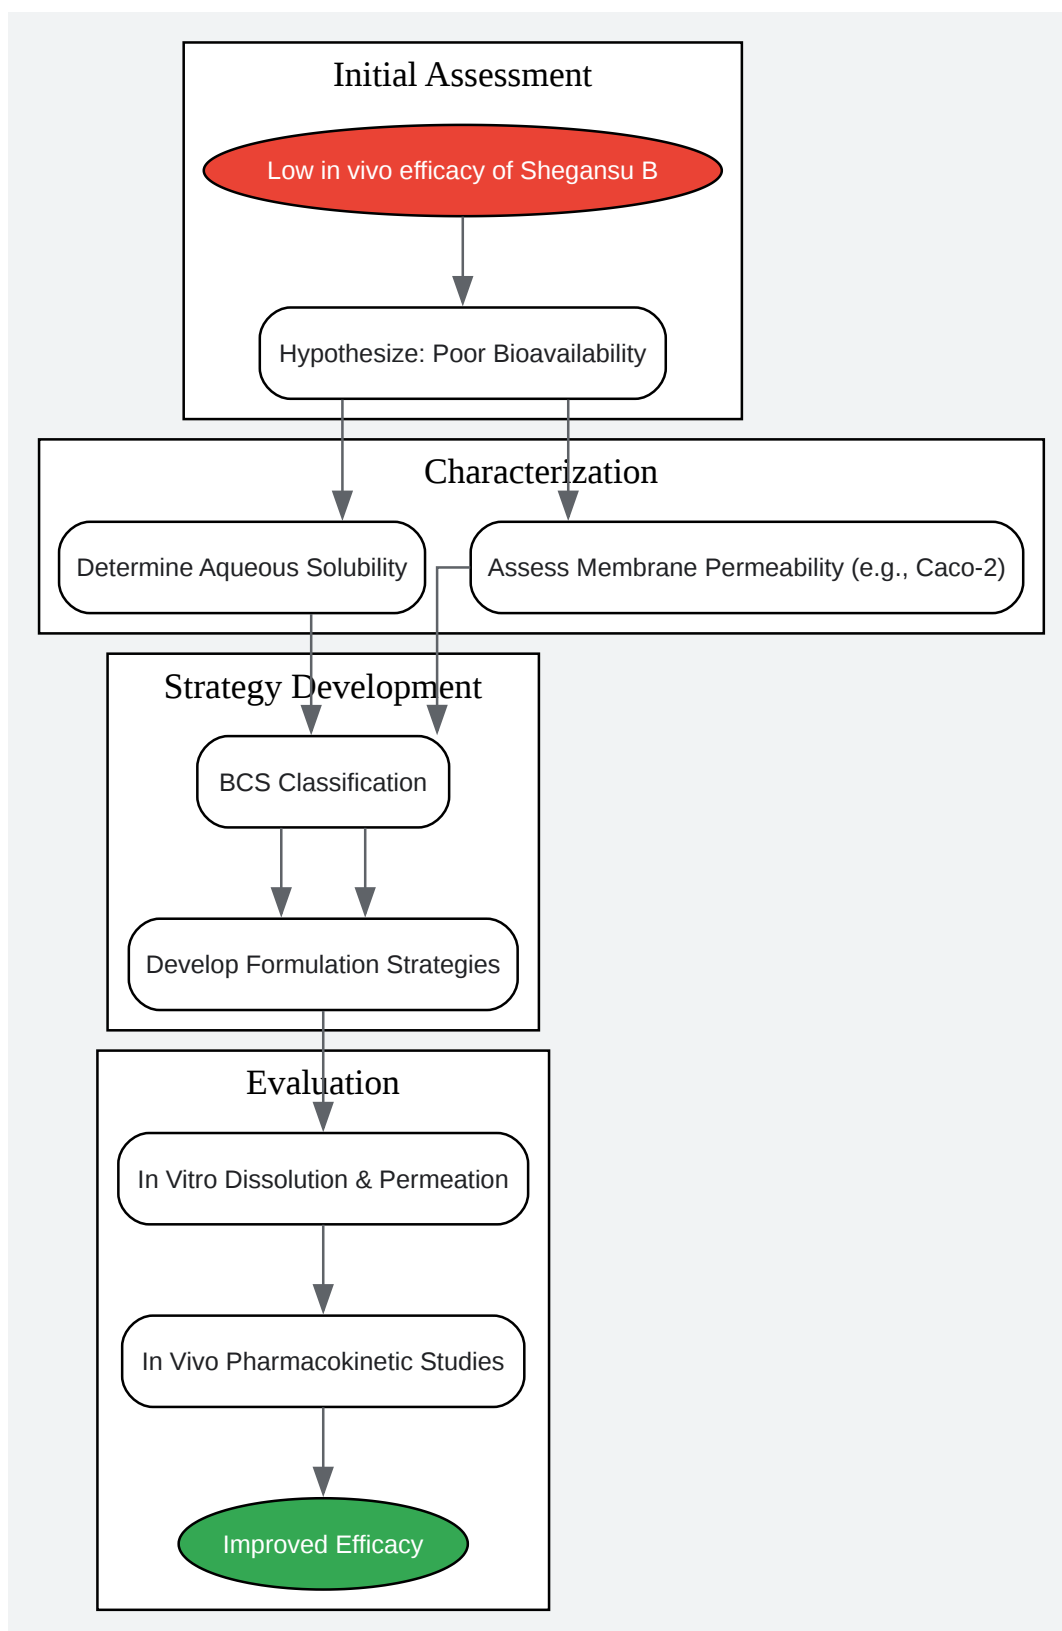 Initial Assessment
Low in vivo efficacy of Shegansu B
Hypothesize: Poor Bioavailability
Characterization
Determine Aqueous Solubility
Assess Membrane Permeability (e.g., Caco-2)
Strategy Development
BCS Classification
Develop Formulation Strategies
Evaluation
In Vitro Dissolution & Permeation
In Vivo Pharmacokinetic Studies
Improved Efficacy